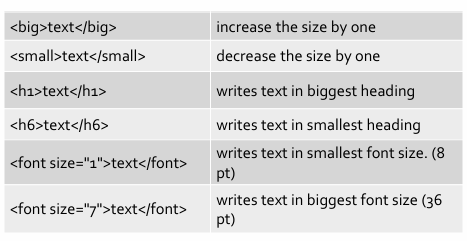 <big>text</big> increase the size by one
<small>text</small> decrease the size by one
<h1>text</h1> writes text in biggest heading
<h6>text</h6> writes text in smallest heading
<font size="1">text</font> writes text in smallest font size. (8
pt)
<font size="7">text</font> writes text in biggest font size (36
pt)